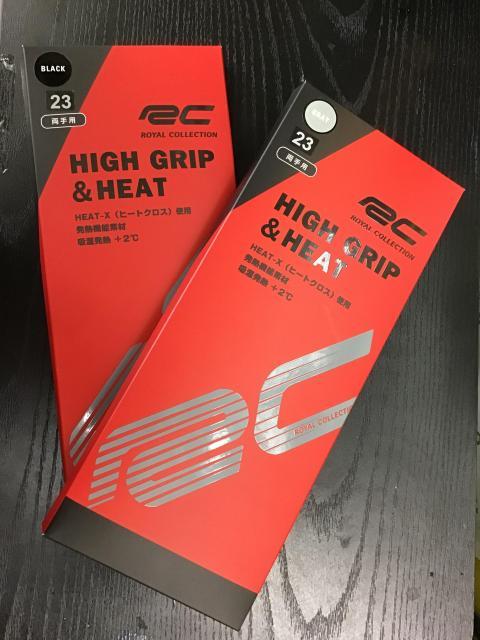 BLACK
23
両手用
RC
ROYAL COLLECTION
HIGH GRIP
& HEAT
HEAT-X（ヒートクロス）使用
発熱機能素材
吸湿発熱 +2℃
GRAY
23
両手用
RC
ROYAL COLLECTION
HIGH GRIP
& HEAT
HEAT-X（ヒートクロス）使用
発熱機能素材
吸湿発熱 +2℃
RC
ROYAL COLLECTION